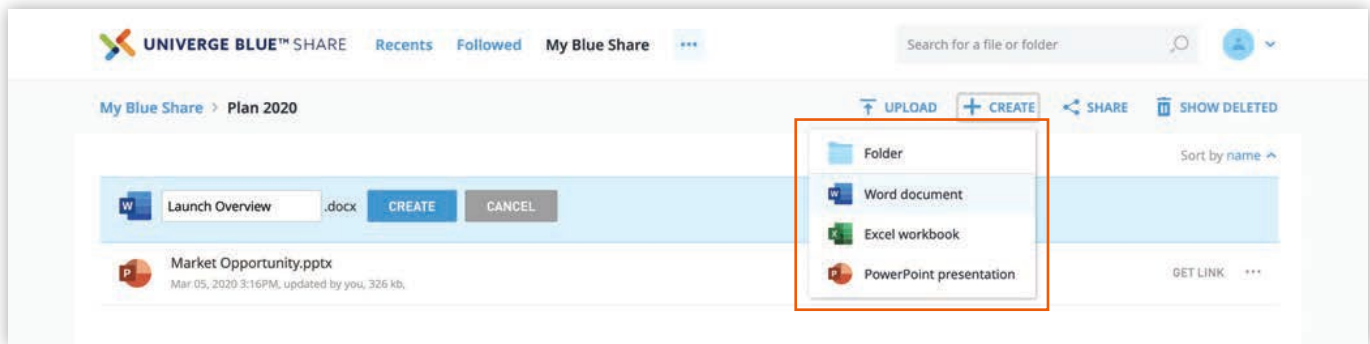 UNIVERGE BLUE™ SHARE Recents Followed My Blue Share ··· Search for a file or folder
My Blue Share > Plan 2020 UPLOAD + CREATE SHARE SHOW DELETED
Folder Sort by name
W Launch Overview .docx CREATE CANCEL W Word document
X Excel workbook
P Market Opportunity.pptx P PowerPoint presentation GET LINK ···
Mar 05, 2020 3:16PM, updated by you, 326 kb,